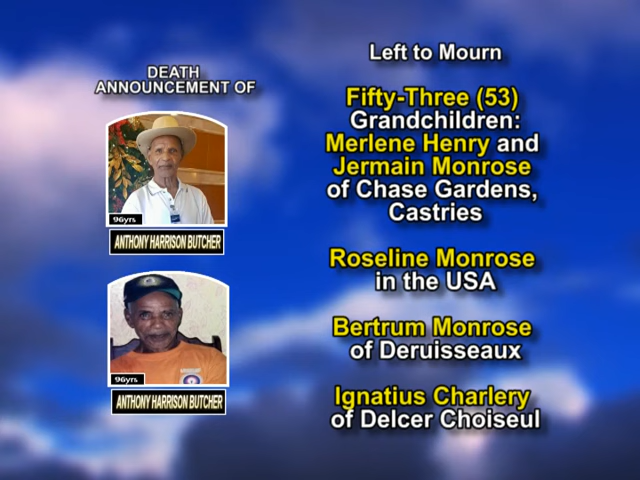 DEATH
ANNOUNCEMENT OF
96yrs
ANTHONY HARRISON BUTCHER
96yrs
ANTHONY HARRISON BUTCHER
Left to Mourn
Fifty-Three (53)
Grandchildren:
Merlene Henry and
Jermain Monrose
of Chase Gardens,
Castries
Roseline Monrose
in the USA
Bertrum Monrose
of Deruisseaux
Ignatius Charlery
of Delcer Choiseul